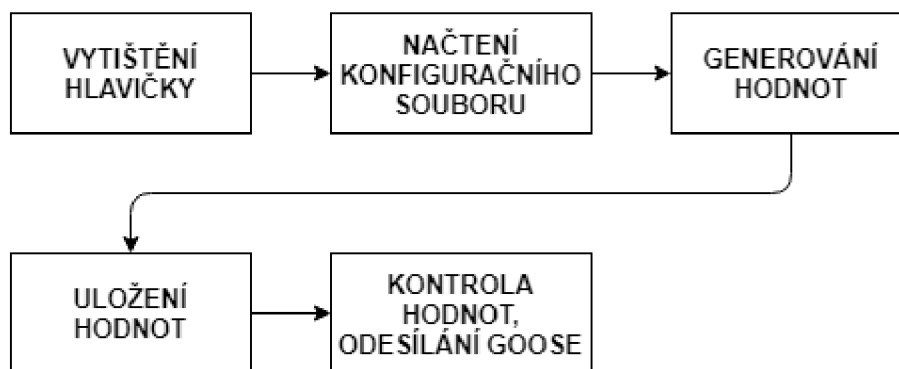 VYTIŠTĚNÍ
HLAVIČKY
NAČTENÍ
KONFIGURAČNÍHO
SOUBORU
GENEROVÁNÍ
HODNOT
ULOŽENÍ
HODNOT
KONTROLA
HODNOT,
ODESÍLÁNÍ GOOSE